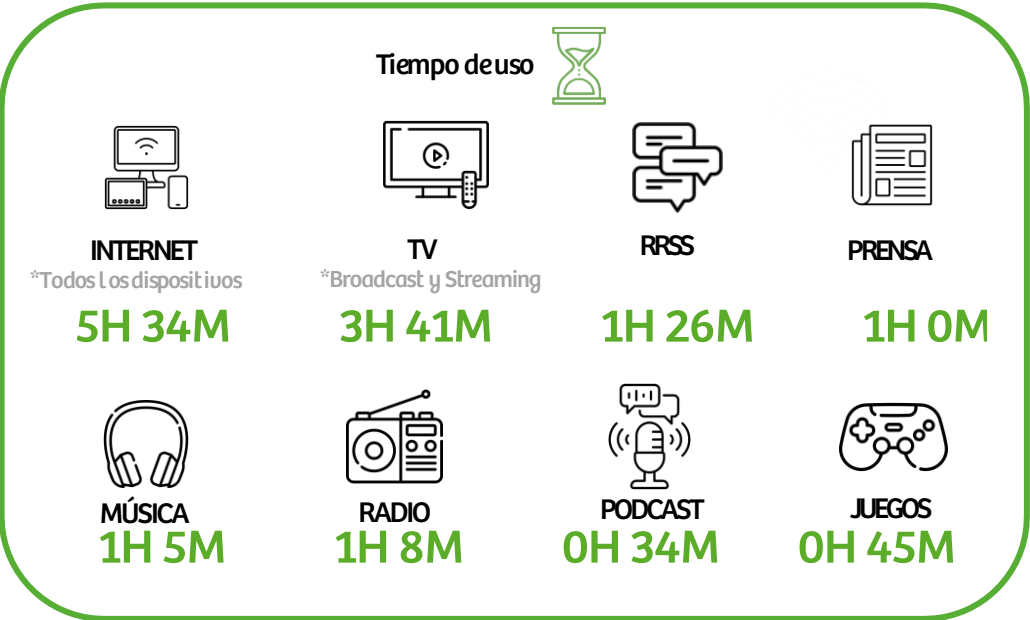 Tiempo de uso
INTERNET
*Todos los dispositivos
5H 34M
TV
*Broadcast y Streaming
3H 41M
RRSS
1H 26M
PRENSA
1H 0M
MÚSICA
1H 5M
RADIO
1H 8M
PODCAST
0H 34M
JUEGOS
0H 45M